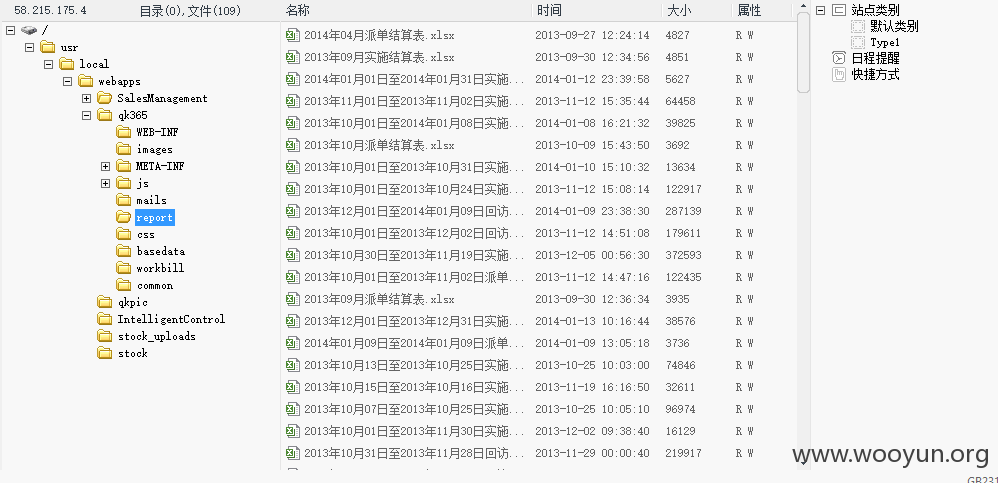 58.215.175.4 目录(0),文件(109) 名称 时间 大小 属性
/
usr
local
webapps
SalesManagement
qk365
WEB-INF
images
META-INF
js
mails
report
css
basedata
workbill
common
qkpic
IntelligentControl
stock_uploads
stock
2014年04月派单结算表.xlsx 2013-09-27 12:24:14 4827 R W
2013年09月实施结算表.xlsx 2013-09-30 12:34:56 4851 R W
2014年01月01日至2014年01月31日实施... 2014-01-12 23:39:58 5627 R W
2013年11月01日至2013年11月02日实施... 2013-11-12 15:35:44 64458 R W
2013年10月01日至2014年01月08日实施... 2014-01-08 16:21:32 39825 R W
2013年10月派单结算表.xlsx 2013-10-09 15:43:50 3692 R W
2013年10月01日至2013年10月31日实施... 2014-01-10 15:10:32 13634 R W
2013年10月01日至2013年10月24日实施... 2013-11-12 15:08:14 122917 R W
2013年12月01日至2014年01月09日回访... 2014-01-09 23:38:30 287139 R W
2013年10月01日至2013年12月02日回访... 2013-11-12 14:51:08 179611 R W
2013年10月30日至2013年11月19日实施... 2013-12-05 00:56:30 372593 R W
2013年10月01日至2013年11月02日派单... 2013-11-12 14:47:16 122435 R W
2013年09月派单结算表.xlsx 2013-09-30 12:36:34 3935 R W
2013年12月01日至2013年12月31日实施... 2014-01-13 10:16:44 38576 R W
2014年01月09日至2014年01月09日派单... 2014-01-09 13:05:18 3736 R W
2013年10月13日至2013年10月25日实施... 2013-10-25 10:03:00 74846 R W
2013年10月15日至2013年10月16日实施... 2013-11-19 16:16:50 32611 R W
2013年10月07日至2013年10月25日实施... 2013-10-25 10:05:10 96974 R W
2013年10月01日至2013年11月30日实施... 2013-12-02 09:38:40 16129 R W
2013年10月31日至2013年11月28日回访... 2013-11-29 00:00:40 219917 R W
站点类别
默认类别
Type1
日程提醒
快捷方式
www.wooyun.org